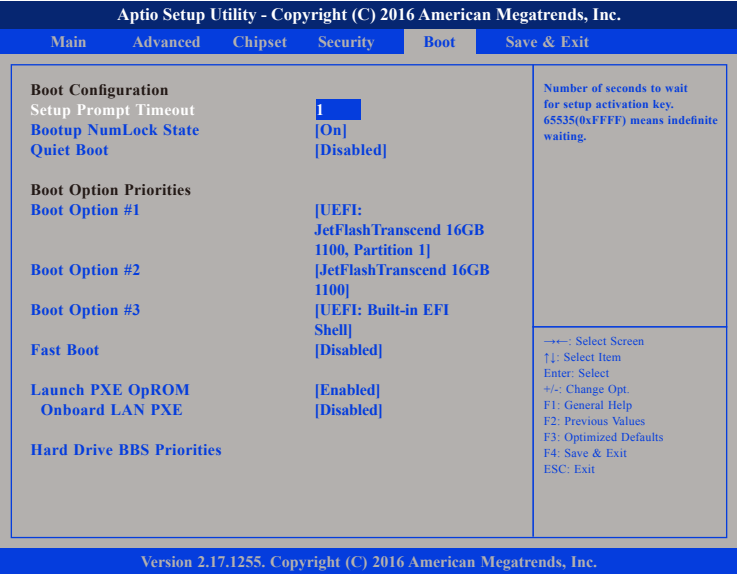 Aptio Setup Utility - Copyright (C) 2016 American Megatrends, Inc.
Main Advanced Chipset Security Boot Save & Exit
Boot Configuration
Setup Prompt Timeout 1
Bootup NumLock State [On]
Quiet Boot [Disabled]
Boot Option Priorities
Boot Option #1 [UEFI:
JetFlashTranscend 16GB
1100, Partition 1]
Boot Option #2 [JetFlashTranscend 16GB
1100]
Boot Option #3 [UEFI: Built-in EFI
Shell]
Fast Boot [Disabled]
Launch PXE OpROM [Enabled]
Onboard LAN PXE [Disabled]
Hard Drive BBS Priorities
Number of seconds to wait
for setup activation key.
65535(0xFFFF) means indefinite
waiting.
→←: Select Screen
↑↓: Select Item
Enter: Select
+/-: Change Opt.
F1: General Help
F2: Previous Values
F3: Optimized Defaults
F4: Save & Exit
ESC: Exit
Version 2.17.1255. Copyright (C) 2016 American Megatrends, Inc.